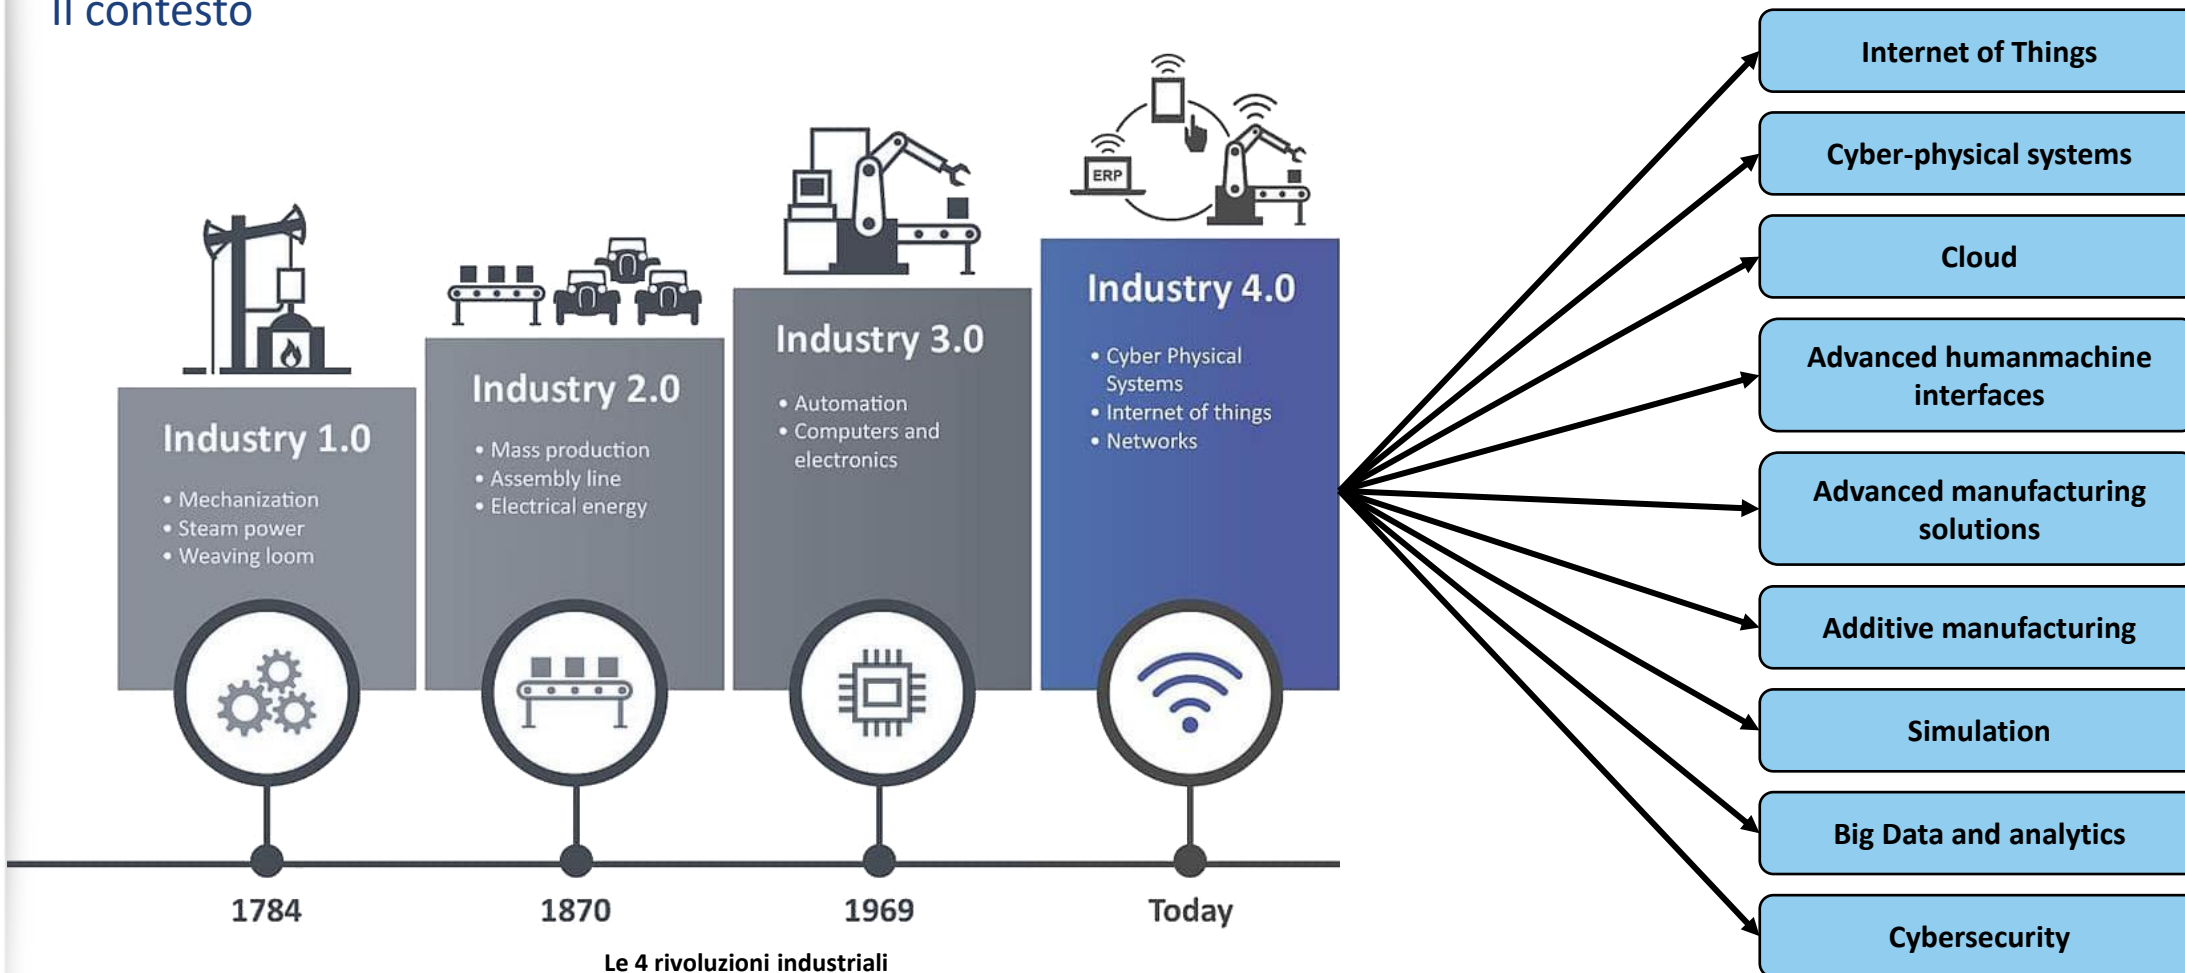 Il contesto
ERP
Industry 1.0
• Mechanization
• Steam power
• Weaving loom
Industry 2.0
• Mass production
• Assembly line
• Electrical energy
Industry 3.0
• Automation
• Computers and
electronics
Industry 4.0
• Cyber Physical
Systems
• Internet of things
• Networks
1784
1870
1969
Today
Le 4 rivoluzioni industriali
Internet of Things
Cyber-physical systems
Cloud
Advanced humanmachine
interfaces
Advanced manufacturing
solutions
Additive manufacturing
Simulation
Big Data and analytics
Cybersecurity